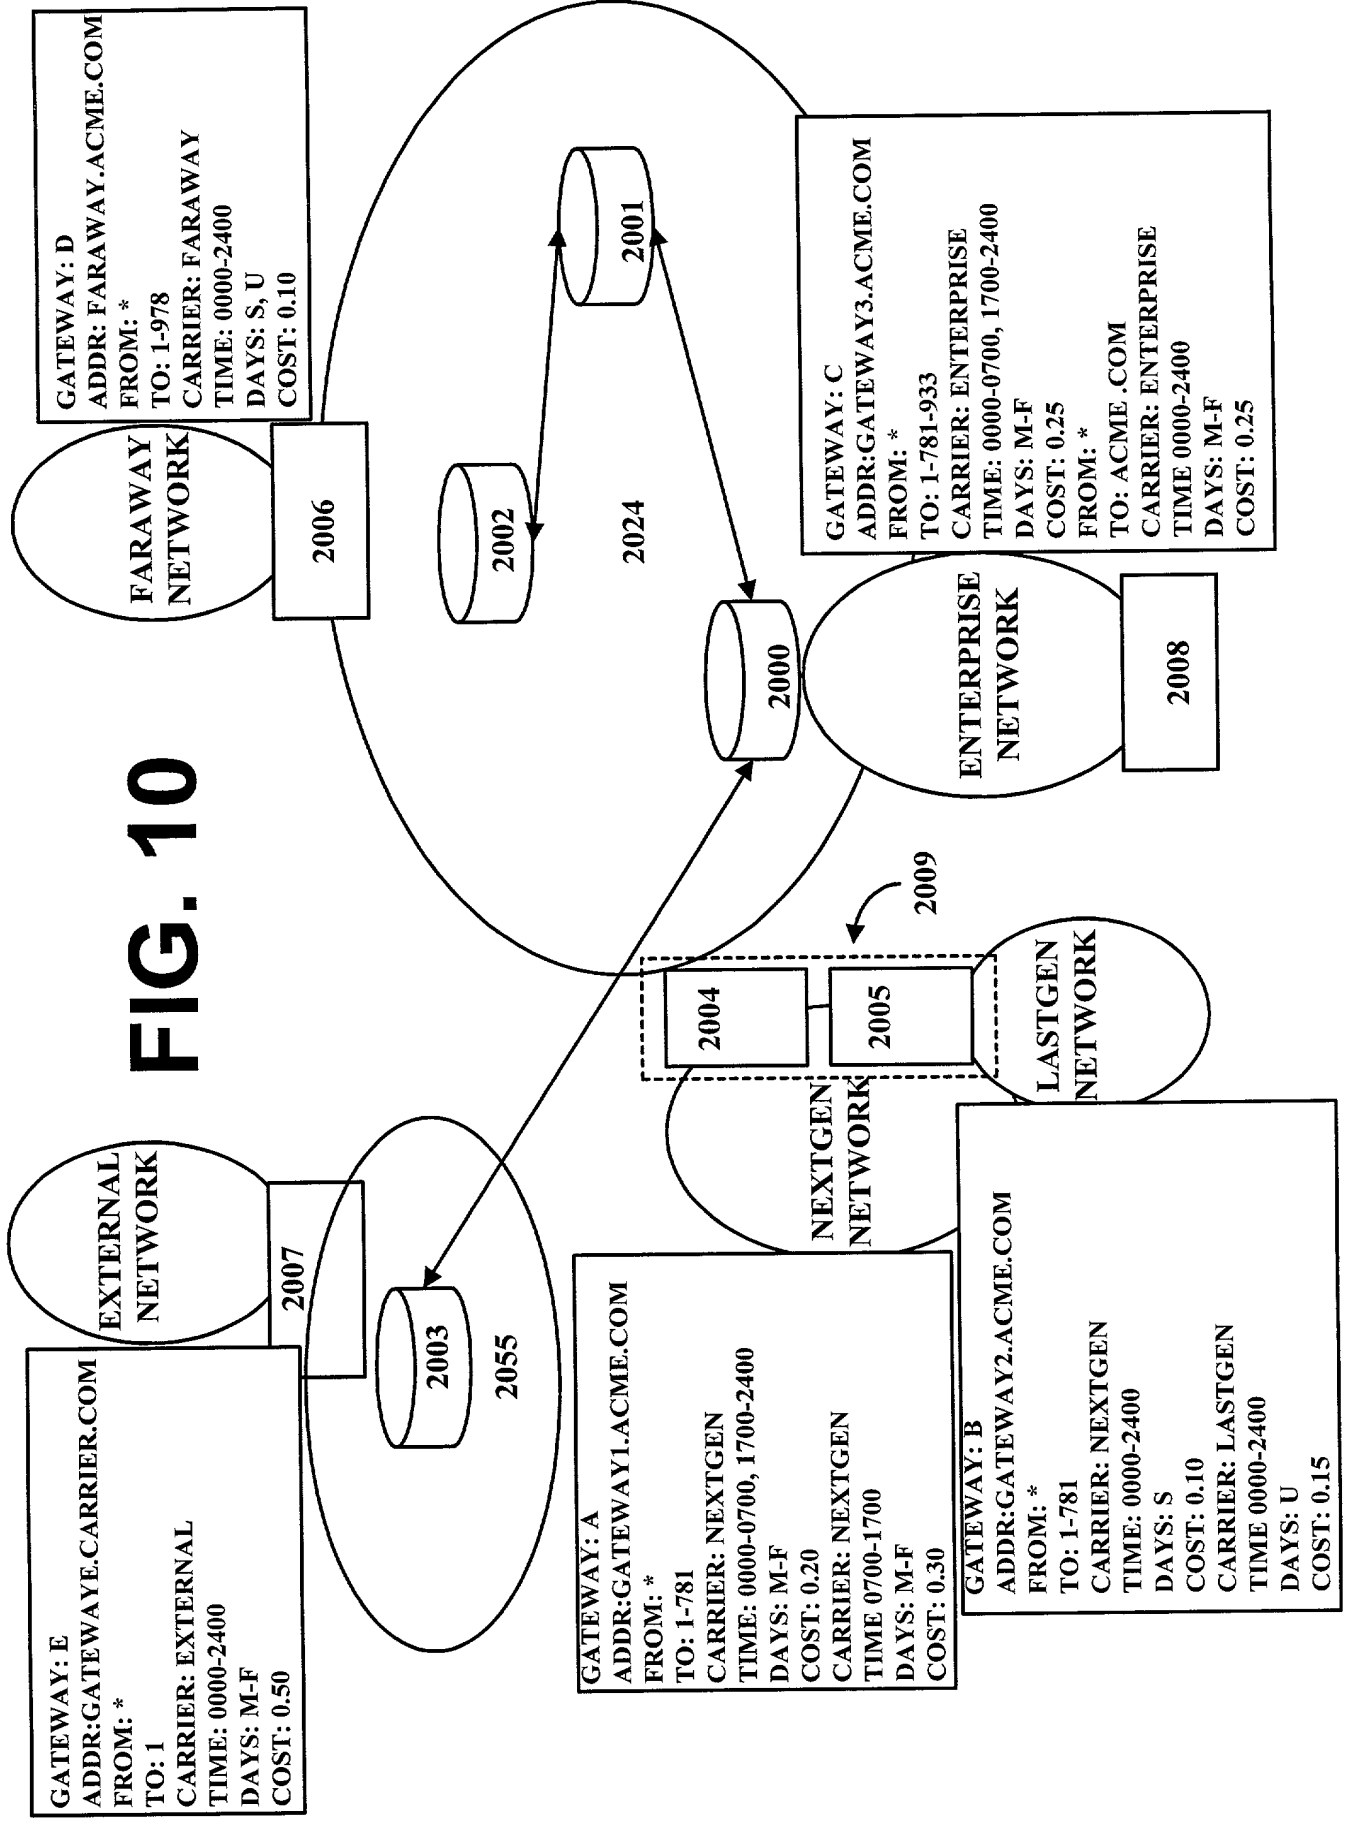 FIG. 10
EXTERNAL
NETWORK
2007
GATEWAY: E
ADDR:GATEWAYE.CARRIER.COM
FROM: *
TO: 1
CARRIER: EXTERNAL
TIME: 0000-2400
DAYS: M-F
COST: 0.50
2003
2055
FARAWAY
NETWORK
2006
GATEWAY: D
ADDR: FARAWAY.ACME.COM
FROM: *
TO: 1-978
CARRIER: FARAWAY
TIME: 0000-2400
DAYS: S, U
COST: 0.10
2002
2001
2024
2000
GATEWAY: A
ADDR:GATEWAY1.ACME.COM
FROM: *
TO: 1-781
CARRIER: NEXTGEN
TIME: 0000-0700, 1700-2400
DAYS: M-F
COST: 0.20
CARRIER: NEXTGEN
TIME 0700-1700
DAYS: M-F
COST: 0.30
NEXTGEN
NETWORK
2004
2005
2009
LASTGEN
NETWORK
GATEWAY: B
ADDR:GATEWAY2.ACME.COM
FROM: *
TO: 1-781
CARRIER: NEXTGEN
TIME: 0000-2400
DAYS: S
COST: 0.10
CARRIER: LASTGEN
TIME 0000-2400
DAYS: U
COST: 0.15
ENTERPRISE
NETWORK
2008
GATEWAY: C
ADDR:GATEWAY3.ACME.COM
FROM: *
TO: 1-781-933
CARRIER: ENTERPRISE
TIME: 0000-0700, 1700-2400
DAYS: M-F
COST: 0.25
FROM: *
TO: ACME .COM
CARRIER: ENTERPRISE
TIME 0000-2400
DAYS: M-F
COST: 0.25